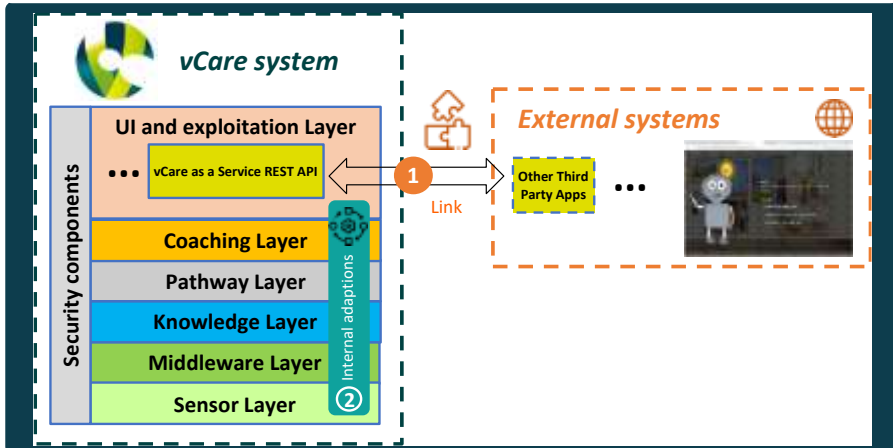 vCare system
UI and exploitation Layer
...
vCare as a Service REST API
Security components
Coaching Layer
Pathway Layer
Knowledge Layer
Middleware Layer
Sensor Layer
Internal adaptions
2
1
Link
External systems
Other Third
Party Apps
...